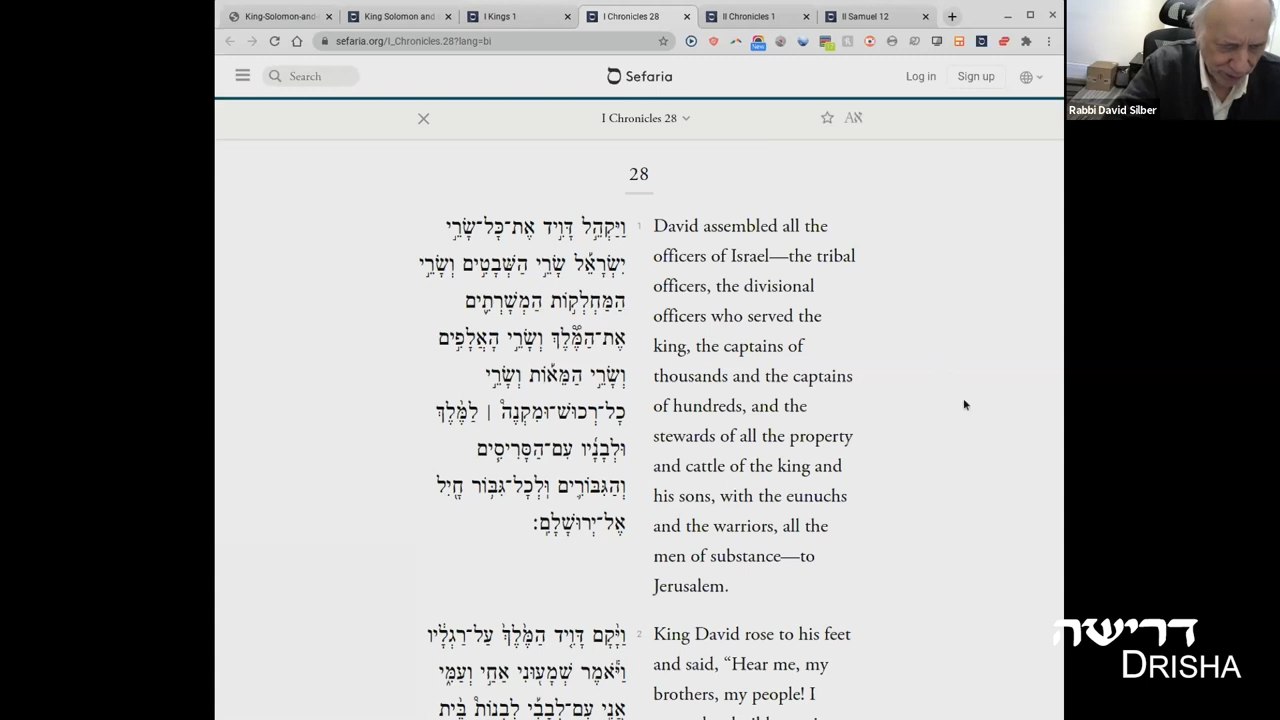 King-Solomon-and-
King Solomon and
I Kings 1
I Chronicles 28
II Chronicles 1
II Samuel 12
sefaria.org/I_Chronicles.28?lang=bi
New
Search
Sefaria
Log in
Sign up
Rabbi David Silber
I Chronicles 28
28
וַיַּקְהֵ֣ל דָּוִ֣יד אֶת־כׇּל־שָׂרֵ֣י
יִשְׂרָאֵ֡ל שָׂרֵ֣י הַשְּׁבָטִ֣ים וְשָׂרֵ֣י
הַמַּחְלְק֣וֹת הַמְשָׁרְתִ֣ים
אֶת־הַמֶּ֡לֶךְ וְשָׂרֵ֣י הָאֲלָפִ֣ים
וְשָׂרֵ֣י הַמֵּא֡וֹת וְשָׂרֵ֣י
כׇל־רְכוּשׁ־וּמִקְנֶה֩ ׀ לַמֶּ֨לֶךְ
וּלְבָנָ֜יו עִם־הַסָּרִיסִ֧ים
וְהַגִּבּוֹרִ֛ים וּֽלְכׇל־גִּבּ֥וֹר חָ֖יִל
אֶל־יְרוּשָׁלָֽ͏ִם׃
1
David assembled all the
officers of Israel—the tribal
officers, the divisional
officers who served the
king, the captains of
thousands and the captains
of hundreds, and the
stewards of all the property
and cattle of the king and
his sons, with the eunuchs
and the warriors, all the
men of substance—to
Jerusalem.
וַיָּ֨קׇם דָּוִ֤יד הַמֶּ֙לֶךְ֙ עַל־רַגְלָ֔יו
וַיֹּ֕אמֶר שְׁמָע֖וּנִי אַחַ֣י וְעַמִּ֑י
אֲנִ֣י עִם־לְבָבִ֡י לִבְנוֹת֩ בֵּ֨ית
2
King David rose to his feet
and said, “Hear me, my
brothers, my people! I
דרישה
DRISHA